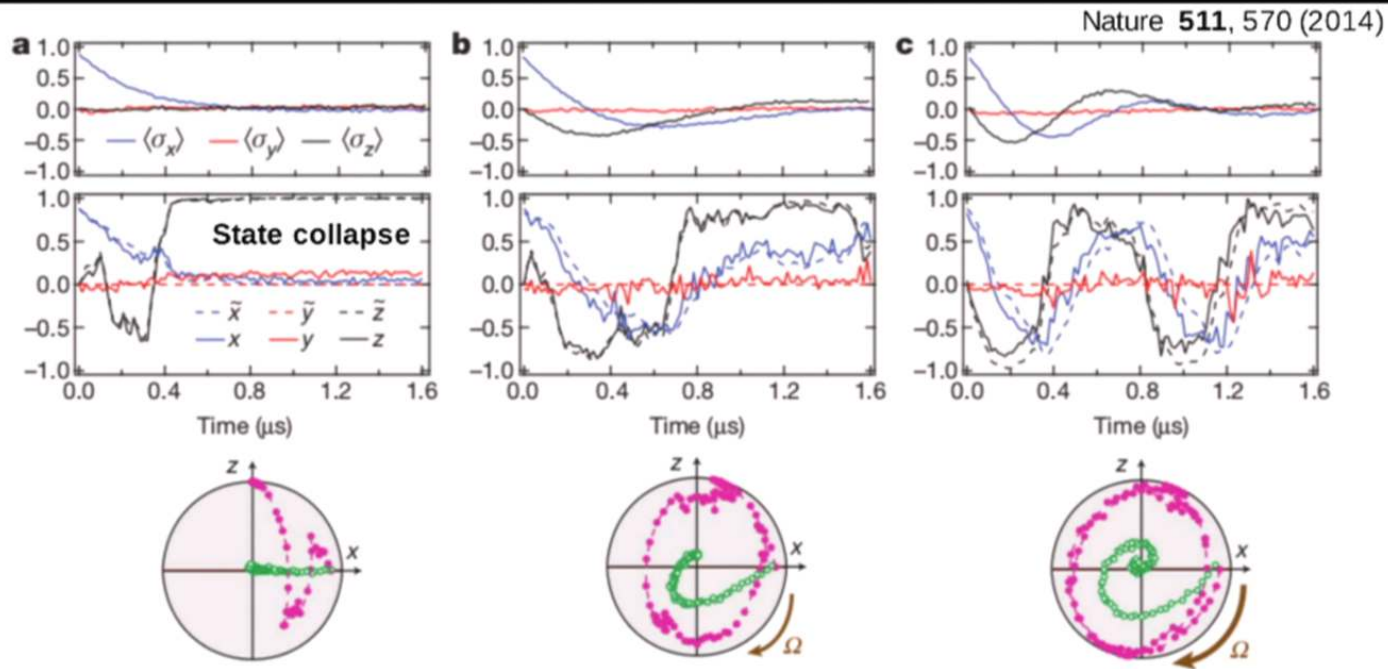 Nature 511, 570 (2014)
a
1.0
0.5
0.0
−0.5
−1.0
⟨σx⟩ ⟨σy⟩ ⟨σz⟩
1.0
0.5
0.0
−0.5
−1.0
State collapse
x̃ ỹ z̃
x y z
0.0 0.4 0.8 1.2 1.6
Time (μs)
z
x
b
1.0
0.5
0.0
−0.5
−1.0
1.0
0.5
0.0
−0.5
−1.0
0.0 0.4 0.8 1.2 1.6
Time (μs)
z
x
Ω
c
1.0
0.5
0.0
−0.5
−1.0
1.0
0.5
0.0
−0.5
−1.0
0.0 0.4 0.8 1.2 1.6
Time (μs)
z
x
Ω